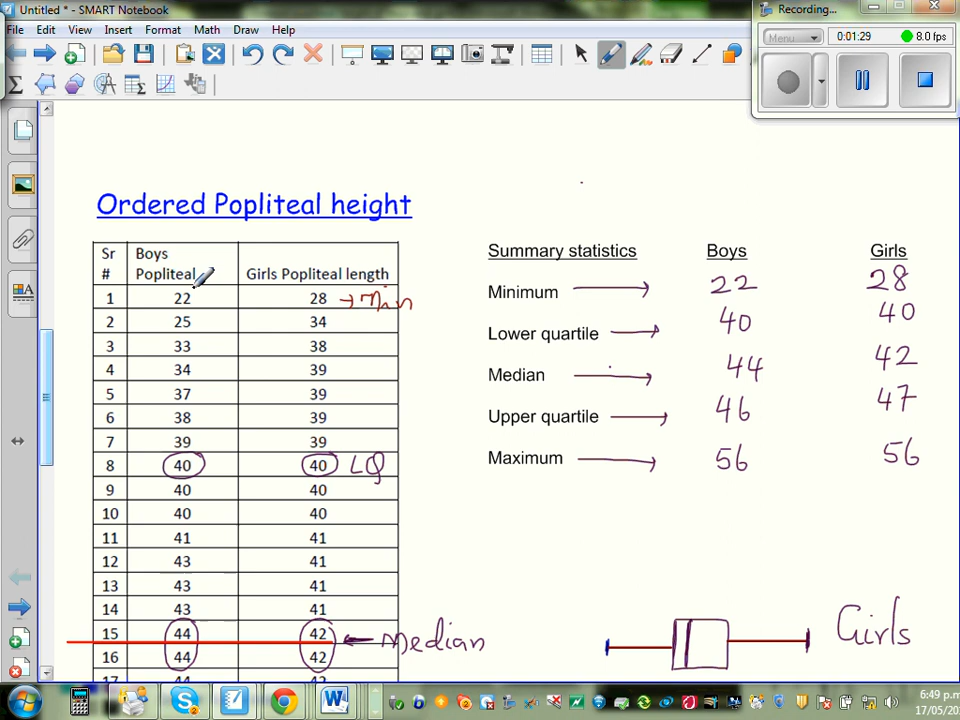 Untitled * - SMART Notebook
Recording...
File Edit View Insert Format Math Draw Help
Menu 0:01:29 8.0 fps
Ordered Popliteal height
Sr # Boys Popliteal Girls Popliteal length
1 22 28 → Min
2 25 34
3 33 38
4 34 39
5 37 39
6 38 39
7 39 39
8 40 40 LQ
9 40 40
10 40 40
11 41 41
12 43 41
13 43 41
14 43 41
15 44 42 Median
16 44 42
Summary statistics Boys Girls
Minimum 22 28
Lower quartile 40 40
Median 44 42
Upper quartile 46 47
Maximum 56 56
Girls
6:49 p.m